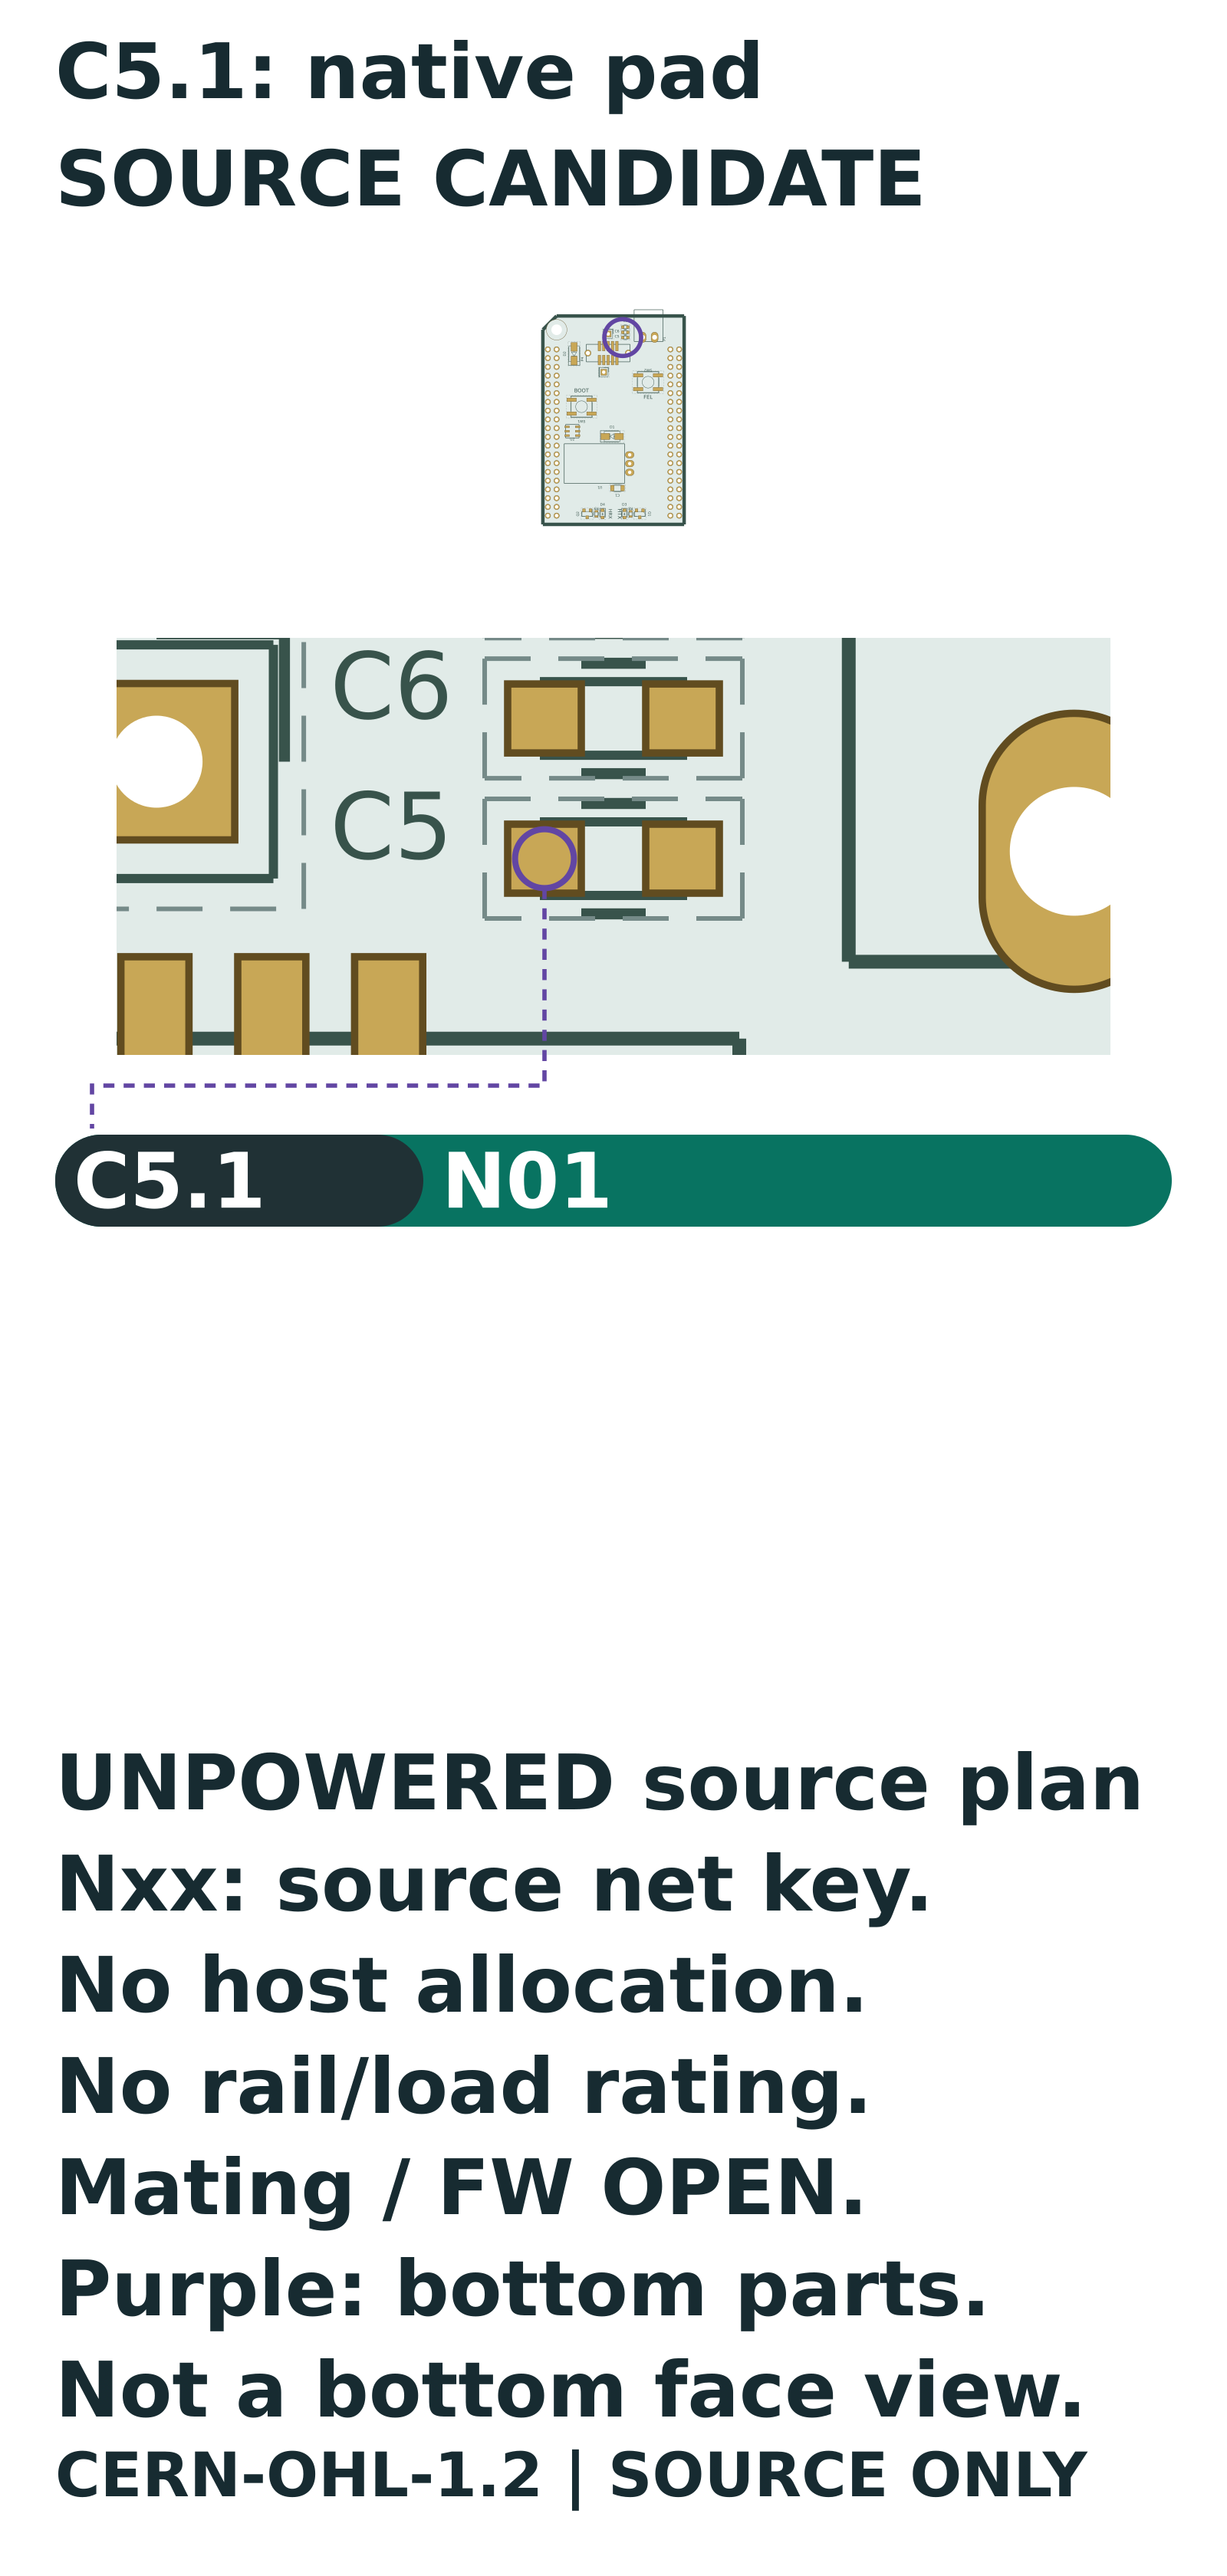 C5.1: native pad
SOURCE CANDIDATE
BOOT
FEL
C6
C5
C5.1 N01
UNPOWERED source plan
Nxx: source net key.
No host allocation.
No rail/load rating.
Mating / FW OPEN.
Purple: bottom parts.
Not a bottom face view.
CERN-OHL-1.2 | SOURCE ONLY